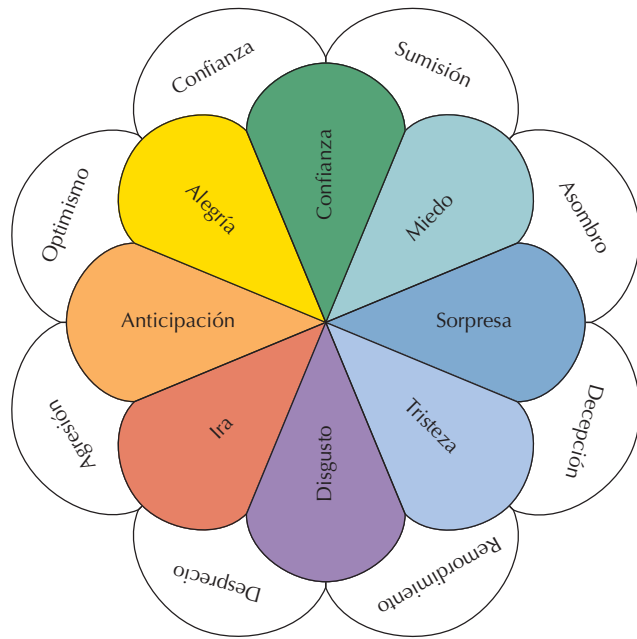 Confianza
Sumisión
Optimismo
Alegría
Confianza
Miedo
Asombro
Anticipación
Sorpresa
Agresión
Ira
Disgusto
Tristeza
Decepción
Desprecio
Remordimiento